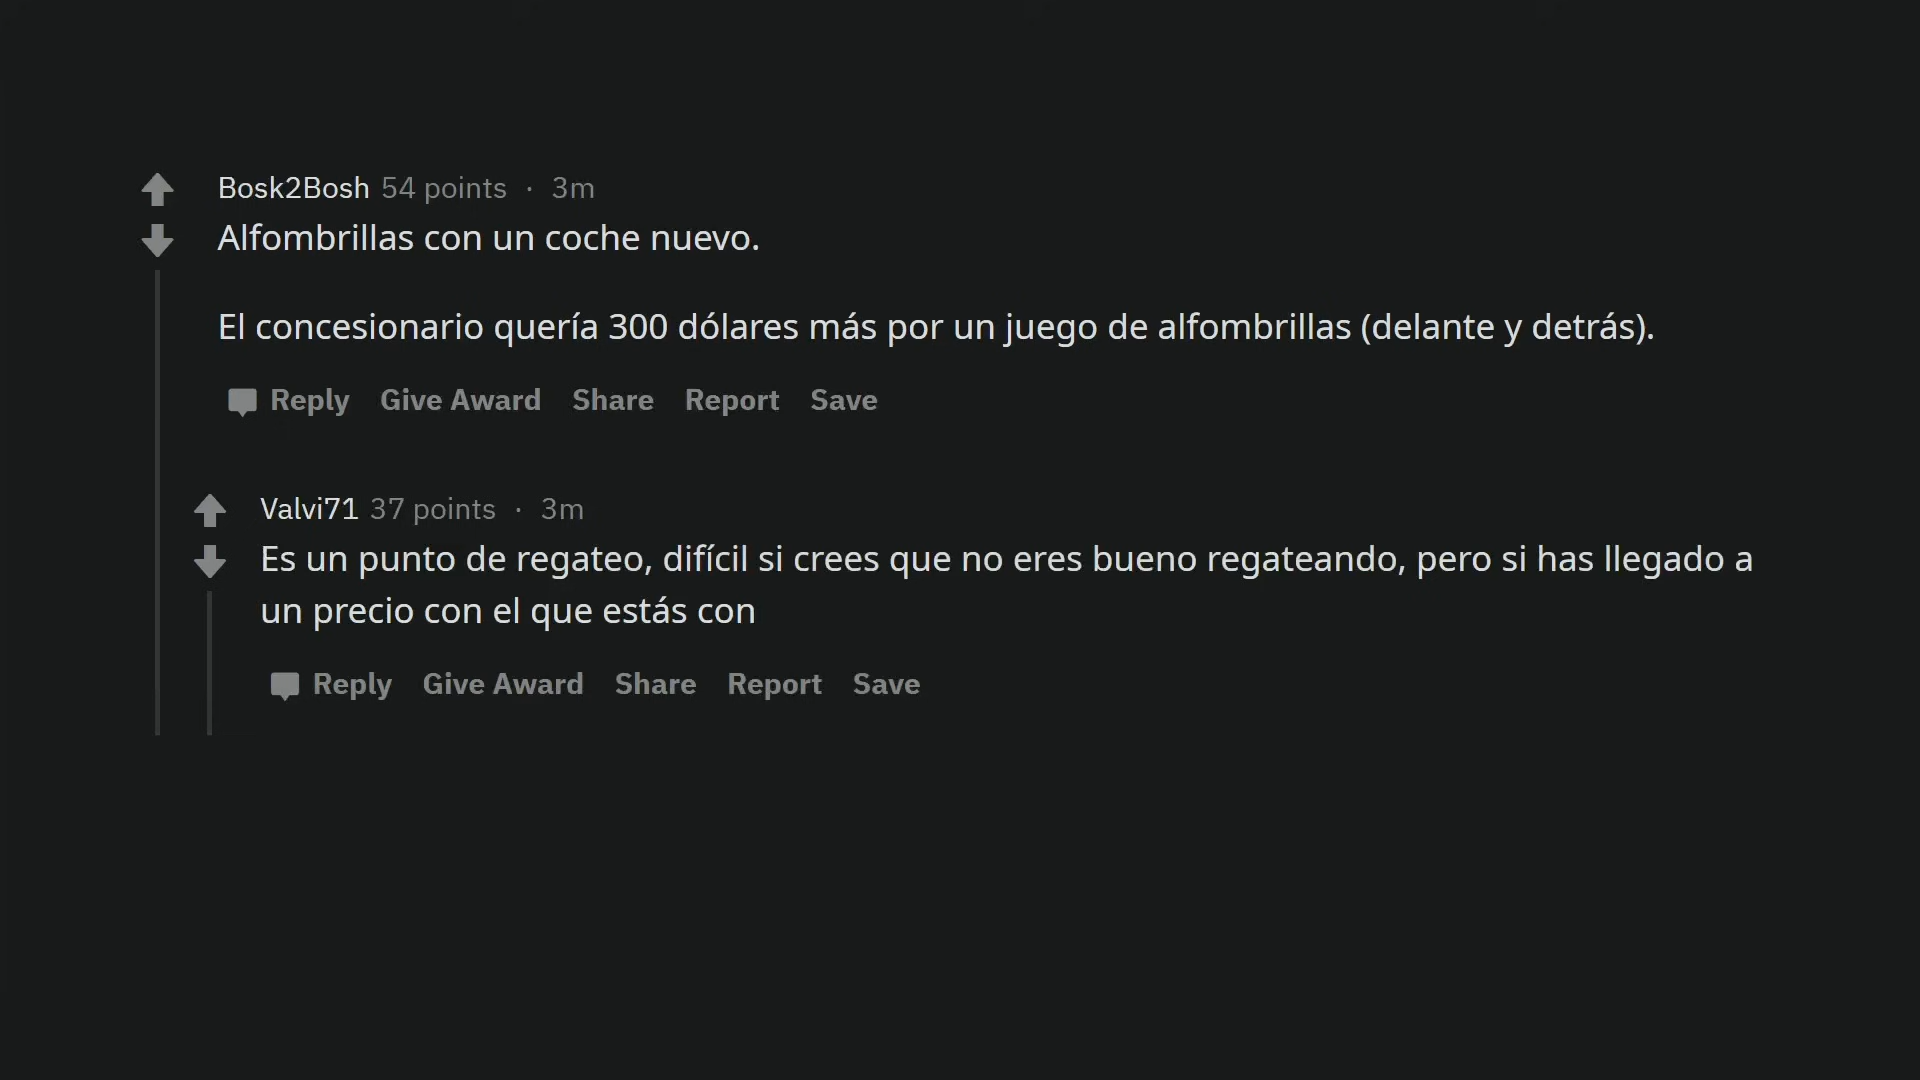 Bosk2Bosh 54 points · 3m
Alfombrillas con un coche nuevo.
El concesionario quería 300 dólares más por un juego de alfombrillas (delante y detrás).
Reply Give Award Share Report Save
Valvi71 37 points · 3m
Es un punto de regateo, difícil si crees que no eres bueno regateando, pero si has llegado a
un precio con el que estás con
Reply Give Award Share Report Save